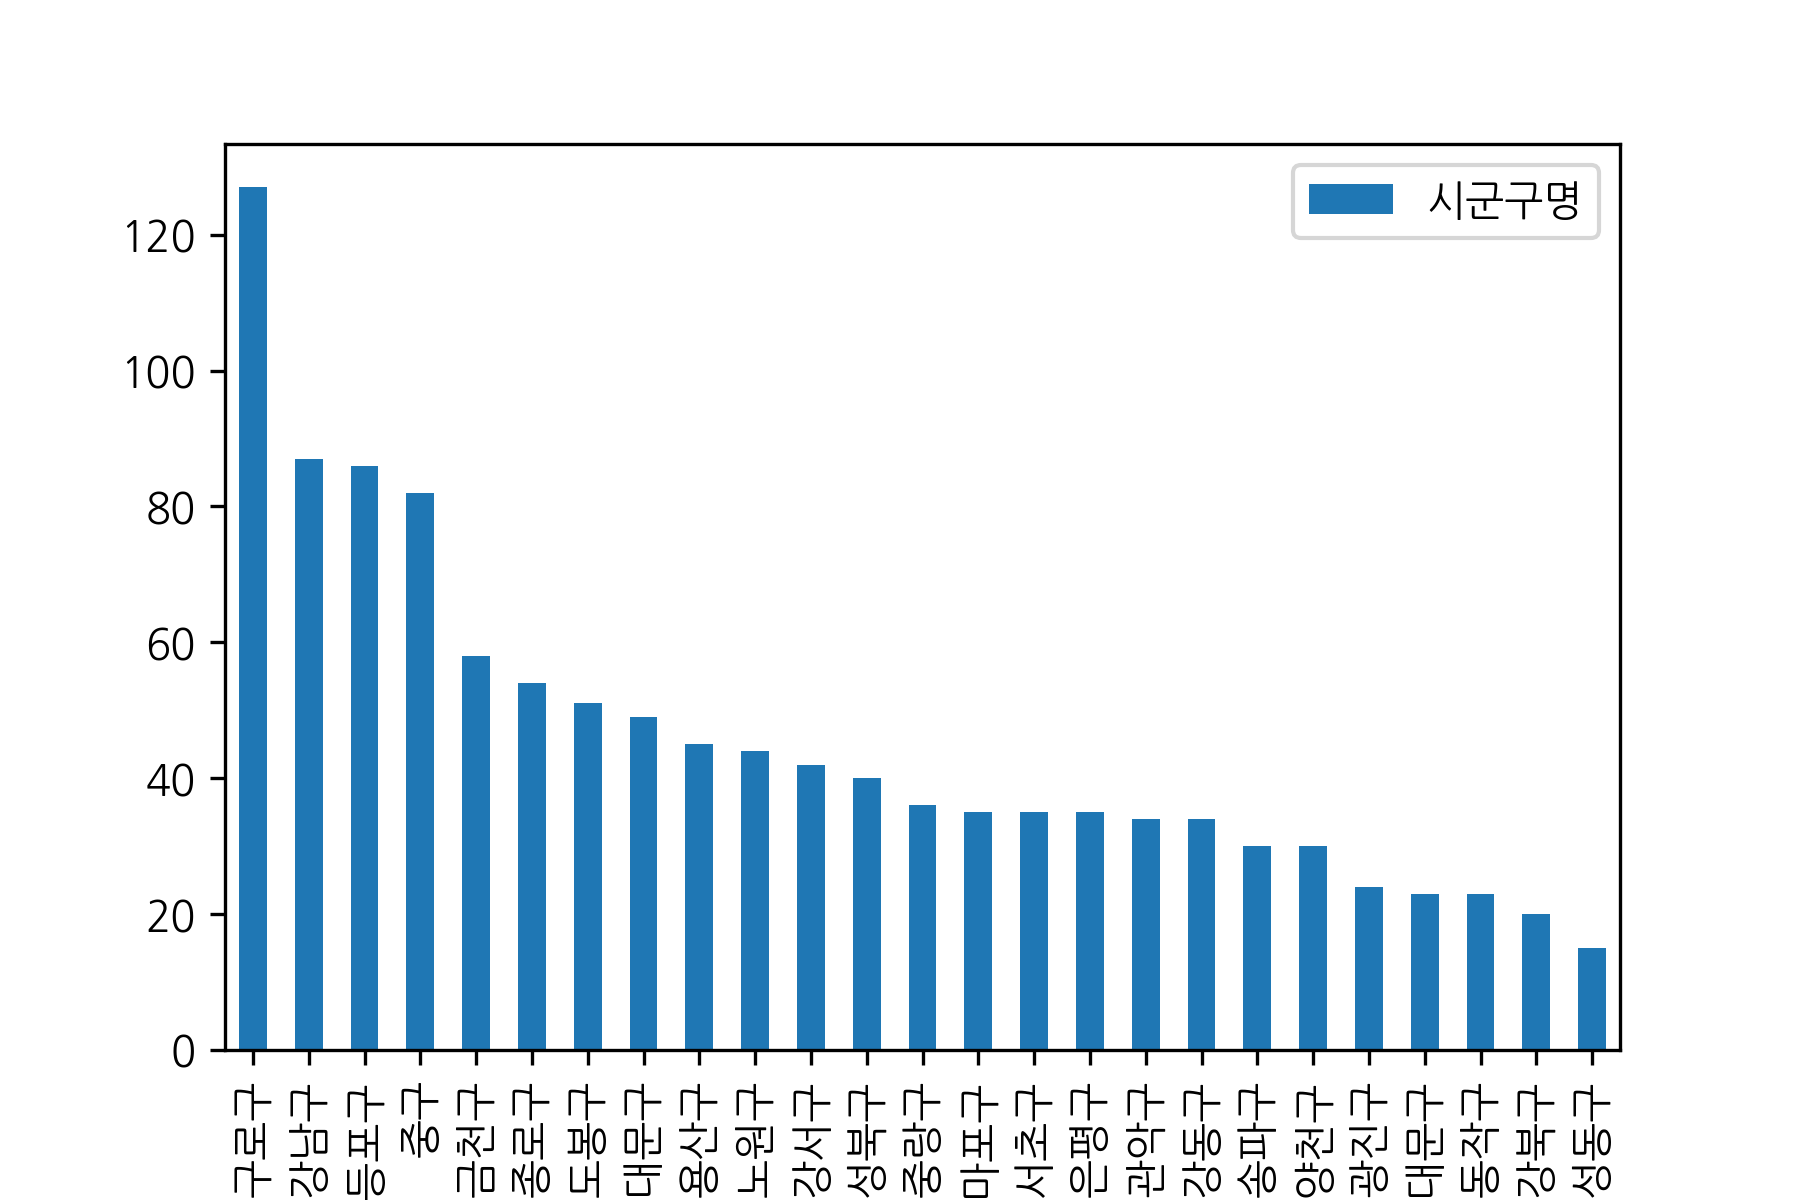 시군구명
120
100
80
60
40
20
0
구로구
강남구
등포구
중구
금천구
종로구
도봉구
대문구
용산구
노원구
강서구
성북구
중랑구
마포구
서초구
은평구
관악구
강동구
송파구
양천구
광진구
대문구
동작구
강북구
성동구